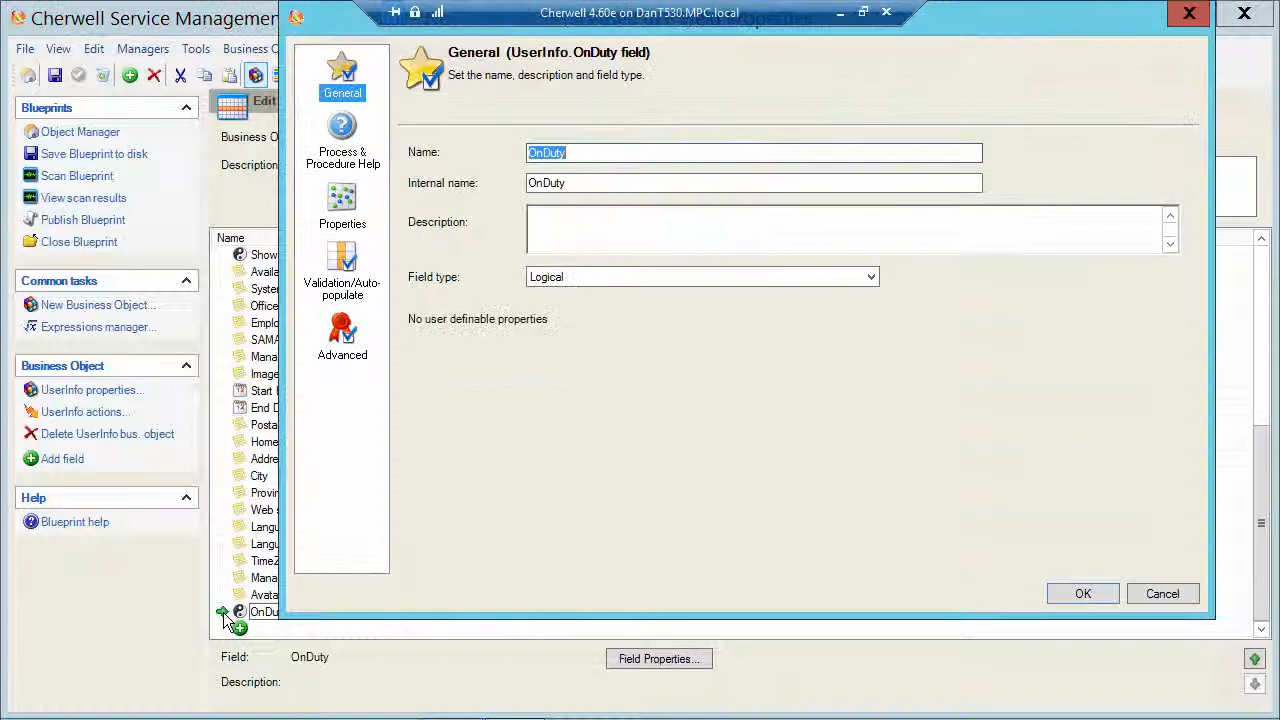 Cherwell Service Managemen
Cherwell 4.60e on DanT530.MPC.local
File View Edit Managers Tools Business O
Blueprints
Object Manager
Save Blueprint to disk
Scan Blueprint
View scan results
Publish Blueprint
Close Blueprint
Common tasks
New Business Object...
Expressions manager...
Business Object
UserInfo properties...
UserInfo actions...
Delete UserInfo bus. object
Add field
Help
Blueprint help
Edit
Business O
Description:
Name
Show
Availa
System
Office
Emplo
SAMA
Mana
Image
Start
End D
Posta
Home
Addre
City
Provin
Web s
Langu
Langu
TimeZ
Mana
Avata
OnDu
General
Process &
Procedure Help
Properties
Validation/Auto-
populate
Advanced
General (UserInfo.OnDuty field)
Set the name, description and field type.
Name: OnDuty
Internal name: OnDuty
Description:
Field type: Logical
No user definable properties
OK Cancel
Field: OnDuty Field Properties...
Description: